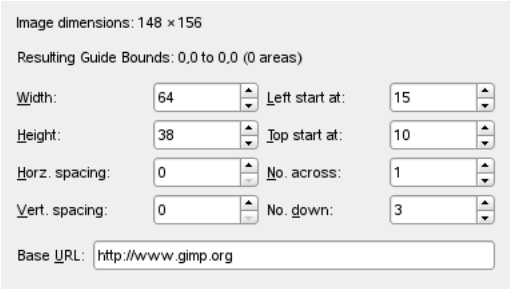 Image dimensions: 148 × 156
Resulting Guide Bounds: 0,0 to 0,0 (0 areas)
Width: 64 Left start at: 15
Height: 38 Top start at: 10
Horz. spacing: 0 No. across: 1
Vert. spacing: 0 No. down: 3
Base URL: http://www.gimp.org